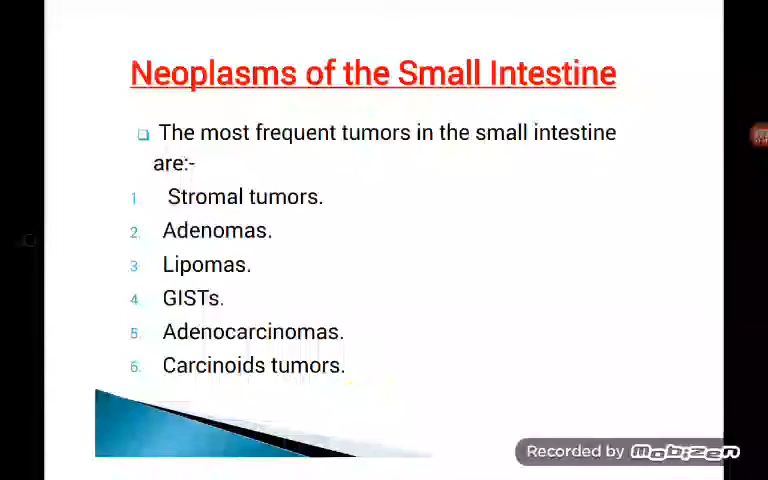 Neoplasms of the Small Intestine
❑ The most frequent tumors in the small intestine
are:-
1. Stromal tumors.
2. Adenomas.
3. Lipomas.
4. GISTs.
5. Adenocarcinomas.
6. Carcinoids tumors.
Recorded by mobizen